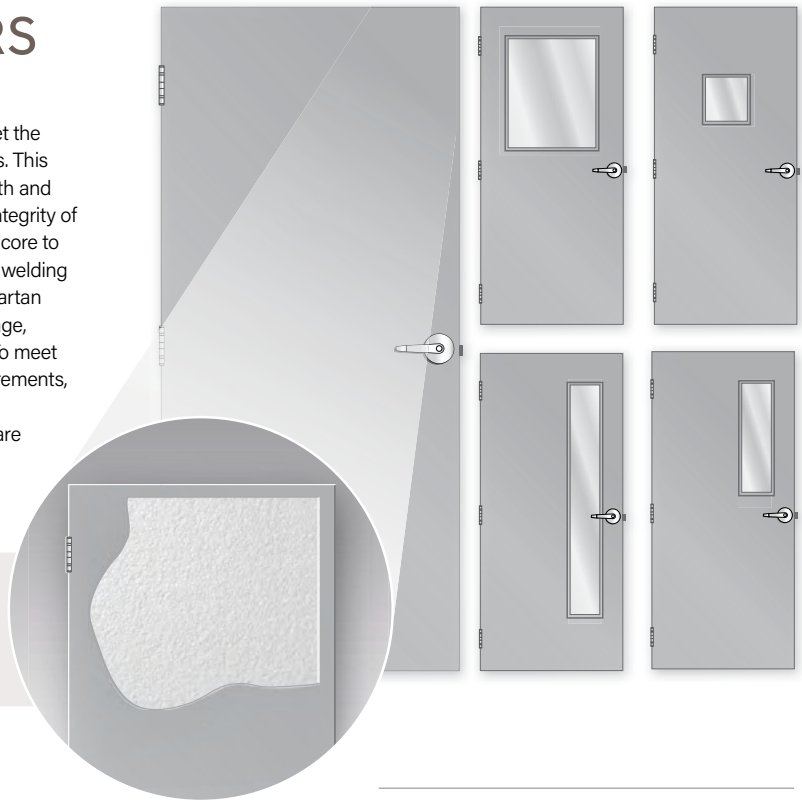 RS
et the
s. This
th and
ntegrity of
core to
welding
artan
ge,
o meet
rements,
are